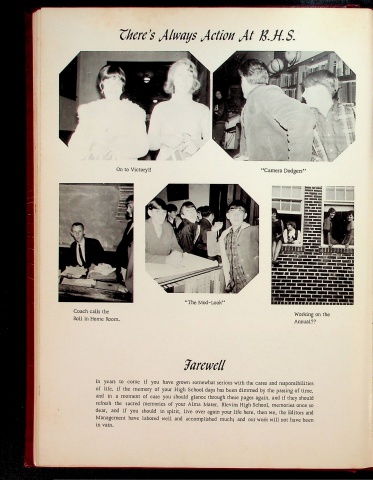 There's Always Action At B.H.S.
On to Victory!!
"Camera Dodgers"
Coach calls the
Roll in Home Room.
"The Mod-Look"
Working on the
Annual??
Farewell
In years to come if you have grown somewhat serious with the cares and responsibilities
of life, if the memory of your High School days has been dimmed by the passing of time,
and in a moment of ease you should glance through these pages again, and if they should
refresh the sacred memories of your Alma Mater, Blevins High School, memories once so
dear, and if you should in spirit, live over again your life here, then we, the Editors and
Management have labored well and accomplished much; and our work will not have been
in vain.